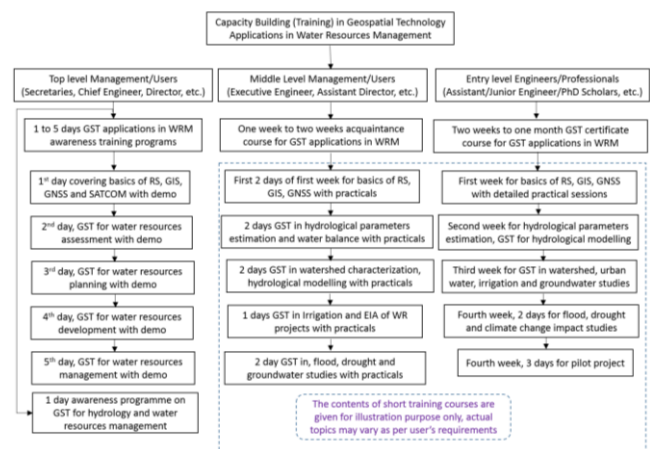 Capacity Building (Training) in Geospatial Technology
Applications in Water Resources Management
Top level Management/Users
(Secretaries, Chief Engineer, Director, etc.)
1 to 5 days GST applications in WRM
awareness training programs
1st day covering basics of RS, GIS,
GNSS and SATCOM with demo
2nd day, GST for water resources
assessment with demo
3rd day, GST for water resources
planning with demo
4th day, GST for water resources
development with demo
5th day, GST for water resources
management with demo
1 day awareness programme on
GST for hydrology and water
resources management
Middle Level Management/Users
(Executive Engineer, Assistant Director, etc.)
One week to two weeks acquaintance
course for GST applications in WRM
First 2 days of first week for basics of RS,
GIS, GNSS with practicals
2 days GST in hydrological parameters
estimation and water balance with practicals
2 days GST in watershed characterization,
hydrological modelling with practicals
1 days GST in Irrigation and EIA of WR
projects with practicals
2 day GST in, flood, drought and
groundwater studies with practicals
Entry level Engineers/Professionals
(Assistant/Junior Engineer/PhD Scholars, etc.)
Two weeks to one month GST certificate
course for GST applications in WRM
First week for basics of RS, GIS, GNSS
with detailed practical sessions
Second week for hydrological parameters
estimation, GST for hydrological modelling
Third week for GST in watershed, urban
water, irrigation and groundwater studies
Fourth week, 2 days for flood, drought
and climate change impact studies
Fourth week, 3 days for pilot project
The contents of short training courses are
given for illustration purpose only, actual
topics may vary as per user's requirements